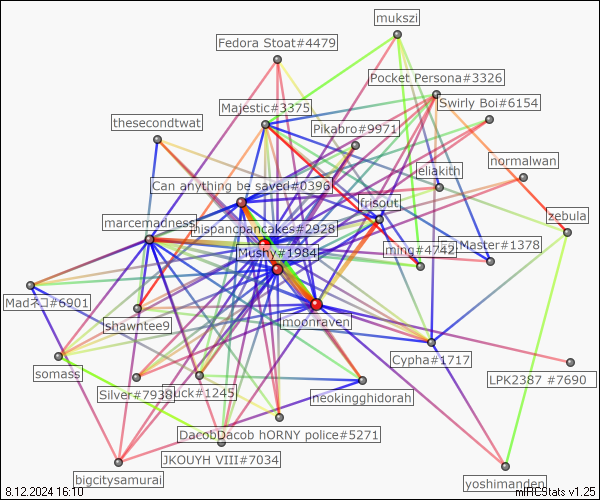 mukszi
Fedora Stoat#4479
Pocket Persona#3326
Swirly Boi#6154
Majestic#3375
thesecondtwat
Pikabro#9971
normalwan
eliakith
Can anything be saved#0396
frisout
zebula
marcemadness
hispancpancakes#2928
Mushy#1984
ming#4742
Master#1378
Madネコ#6901
shawntee9
moonraven
Cypha#1717
somass
LPK2387 #7690
Silver#7938
uck#1245
neokingghidorah
DacobDacob hORNY police#5271
JKOUYH VIII#7034
bigcitysamurai
yoshimanden
8.12.2024 16:10
mIRCStats v1.25